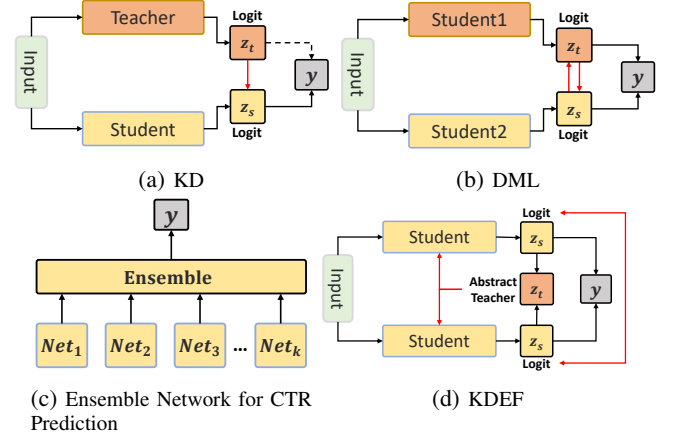 Teacher
Logit
z_t
Input
y
Student
z_s
Logit
(a) KD
Student1
Logit
z_t
Input
y
Student2
z_s
Logit
(b) DML
y
Ensemble
Net_1
Net_2
Net_3
...
Net_k
(c) Ensemble Network for CTR
Prediction
Logit
Student
z_s
Input
Abstract
Teacher
z_t
y
Student
z_s
Logit
(d) KDEF